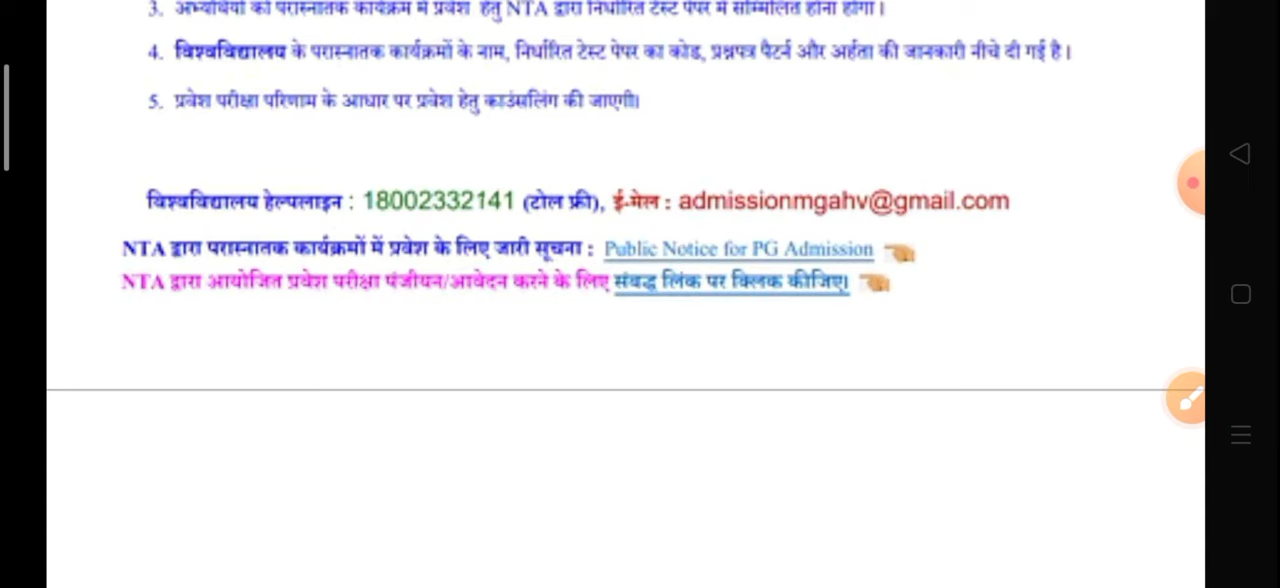 3. अभ्यर्थियों को परास्नातक कार्यक्रम में प्रवेश हेतु NTA द्वारा निर्धारित टेस्ट पेपर में सम्मिलित होना होगा।
4. विश्वविद्यालय के परास्नातक कार्यक्रमों के नाम, निर्धारित टेस्ट पेपर का कोड, प्रश्नपत्र पैटर्न और अर्हता की जानकारी नीचे दी गई है।
5. प्रवेश परीक्षा परिणाम के आधार पर प्रवेश हेतु काउंसलिंग की जाएगी।
विश्वविद्यालय हेल्पलाइन : 18002332141 (टोल फ्री), ई-मेल : admissionmgahv@gmail.com
NTA द्वारा परास्नातक कार्यक्रमों में प्रवेश के लिए जारी सूचना : Public Notice for PG Admission
NTA द्वारा आयोजित प्रवेश परीक्षा पंजीयन/आवेदन करने के लिए संबद्ध लिंक पर क्लिक कीजिए।